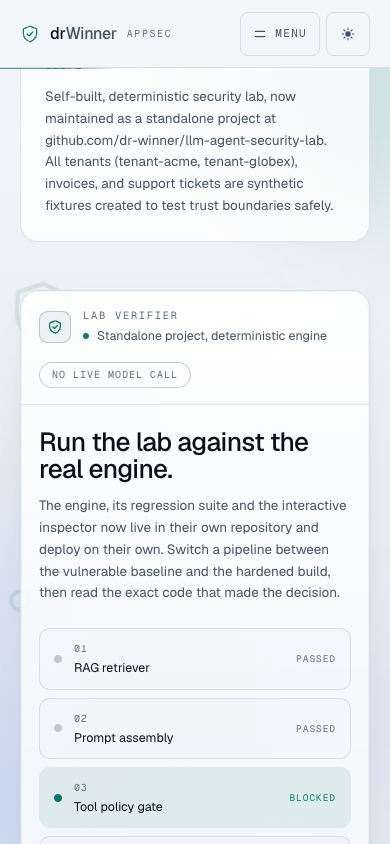 drWinner APPSEC
MENU
Self-built, deterministic security lab, now
maintained as a standalone project at
github.com/dr-winner/llm-agent-security-lab.
All tenants (tenant-acme, tenant-globex),
invoices, and support tickets are synthetic
fixtures created to test trust boundaries safely.
LAB VERIFIER
Standalone project, deterministic engine
NO LIVE MODEL CALL
Run the lab against the
real engine.
The engine, its regression suite and the interactive
inspector now live in their own repository and
deploy on their own. Switch a pipeline between
the vulnerable baseline and the hardened build,
then read the exact code that made the decision.
01
RAG retriever
PASSED
02
Prompt assembly
PASSED
03
Tool policy gate
BLOCKED